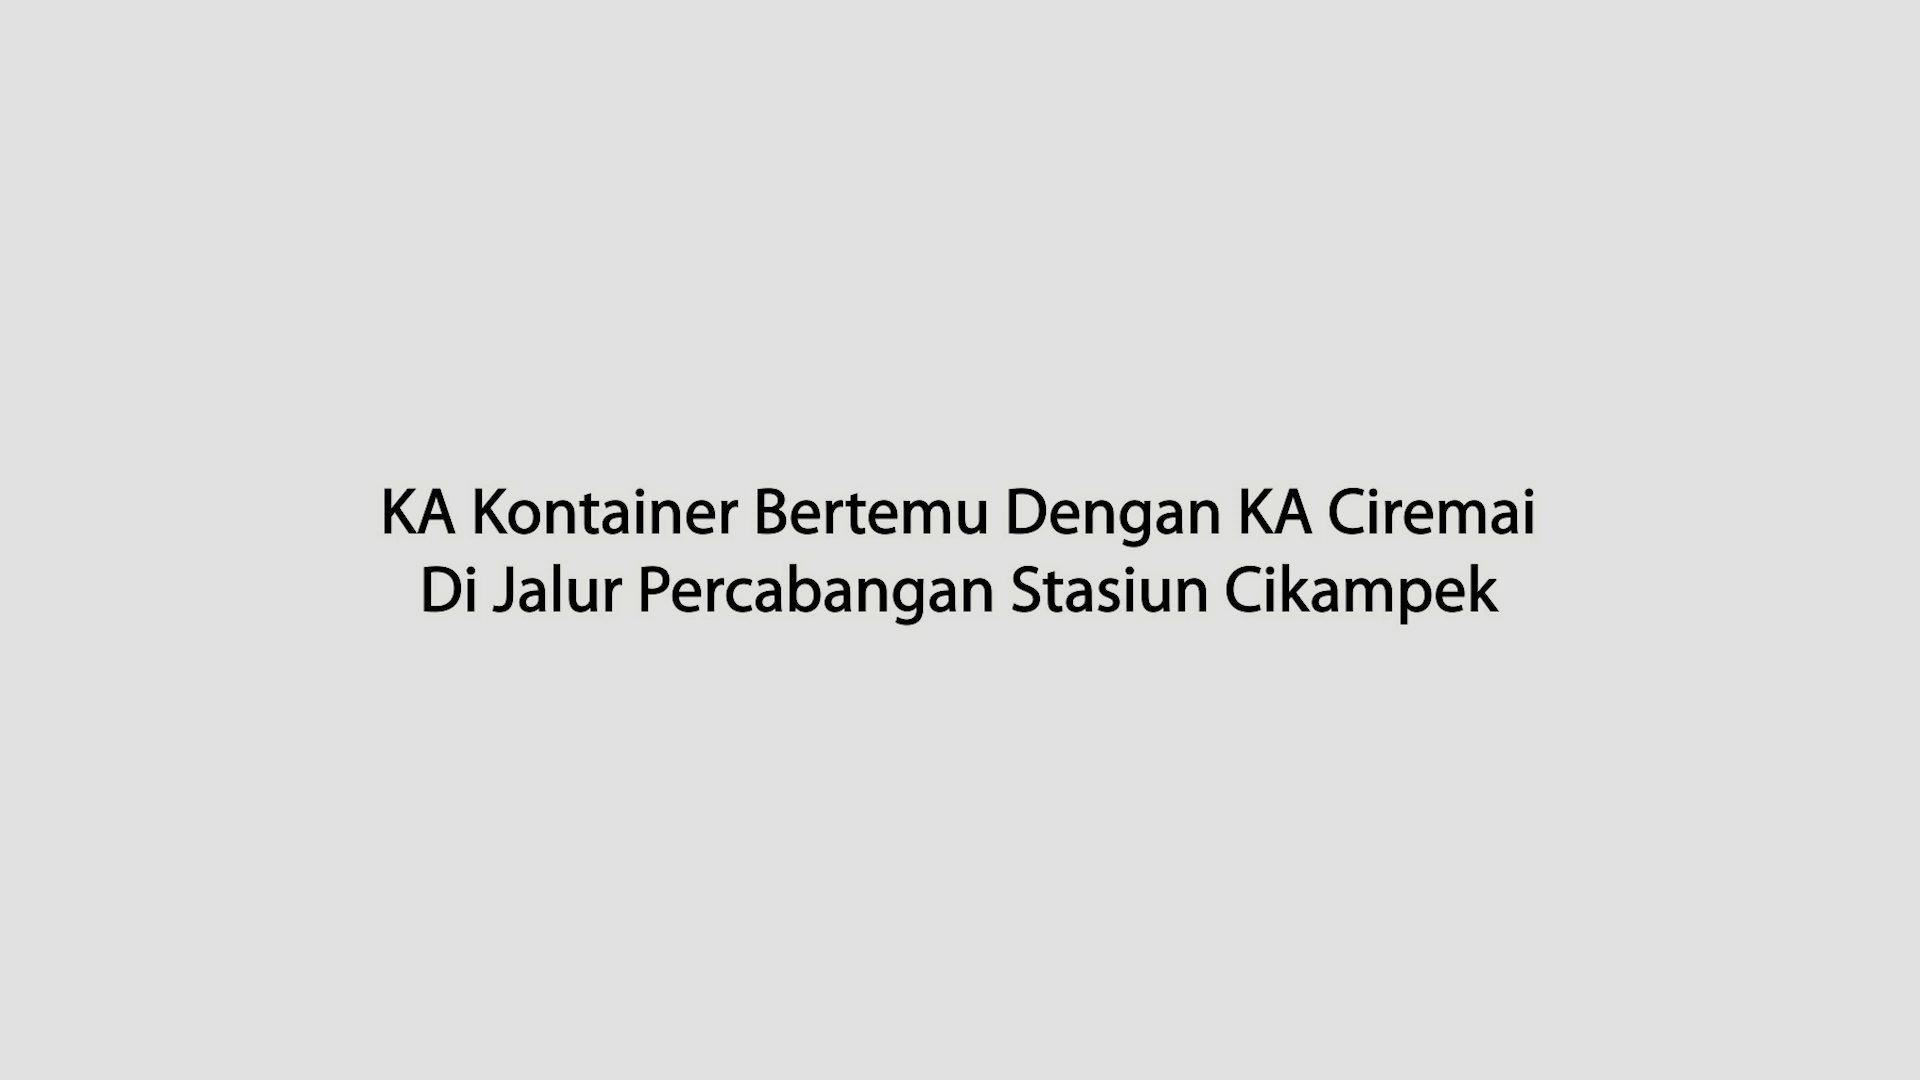 KA Kontainer Bertemu Dengan KA Ciremai
Di Jalur Percabangan Stasiun Cikampek